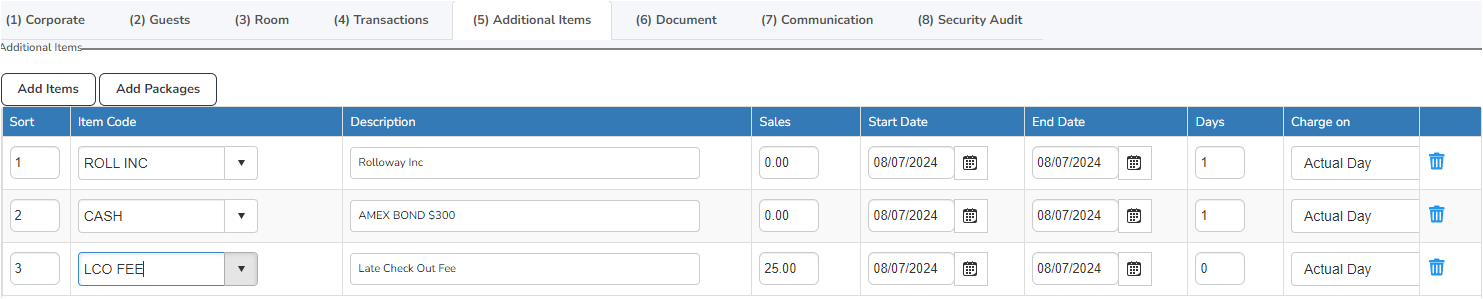 (1) Corporate (2) Guests (3) Room (4) Transactions (5) Additional Items (6) Document (7) Communication (8) Security Audit
Additional Items
Add Items Add Packages
Sort Item Code Description Sales Start Date End Date Days Charge on
1 ROLL INC Rolloway Inc 0.00 08/07/2024 08/07/2024 1 Actual Day
2 CASH AMEX BOND $300 0.00 08/07/2024 08/07/2024 1 Actual Day
3 LCO FEE Late Check Out Fee 25.00 08/07/2024 08/07/2024 0 Actual Day